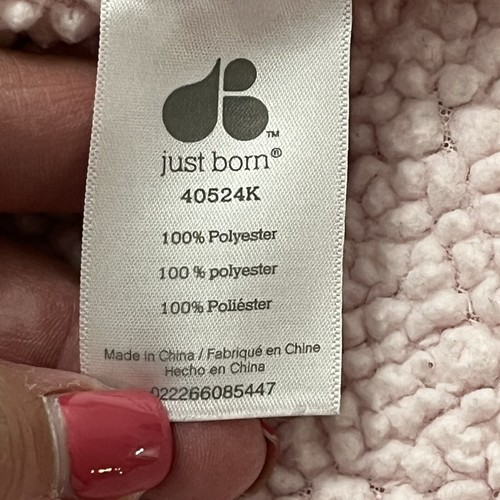 TM
just born®
40524K
100% Polyester
100 % polyester
100% Poliéster
Made in China / Fabriqué en Chine
Hecho en China
022266085447